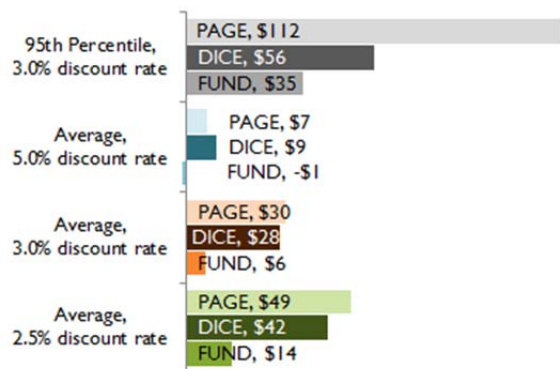 95th Percentile,
3.0% discount rate
PAGE, $112
DICE, $56
FUND, $35
Average,
5.0% discount rate
PAGE, $7
DICE, $9
FUND, -$1
Average,
3.0% discount rate
PAGE, $30
DICE, $28
FUND, $6
Average,
2.5% discount rate
PAGE, $49
DICE, $42
FUND, $14